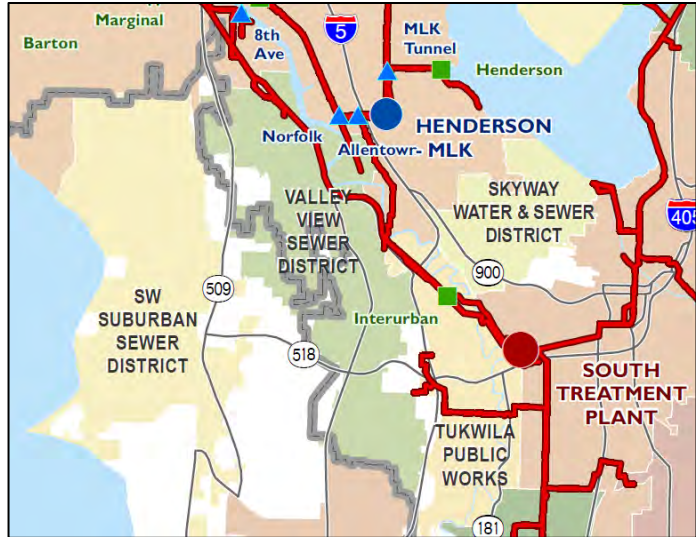 Marginal
Barton
8th
Ave
5
MLK
Tunnel
Henderson
Norfolk
Allentowr-
HENDERSON
MLK
VALLEY
VIEW
SEWER
DISTRICT
SKYWAY
WATER & SEWER
DISTRICT
405
900
509
SW
SUBURBAN
SEWER
DISTRICT
Interurban
518
SOUTH
TREATMENT
PLANT
TUKWILA
PUBLIC
WORKS
181